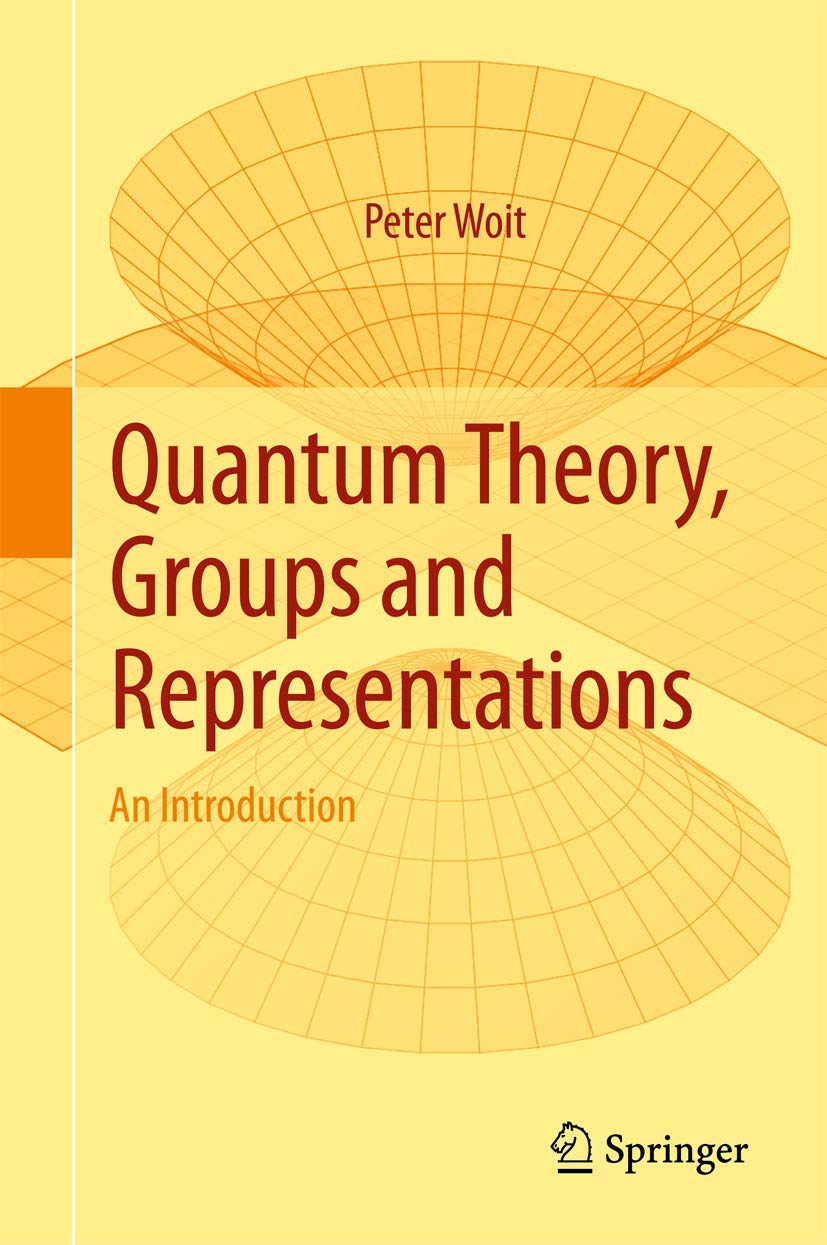 Peter Woit
Quantum Theory,
Groups and
Representations
An Introduction
Springer